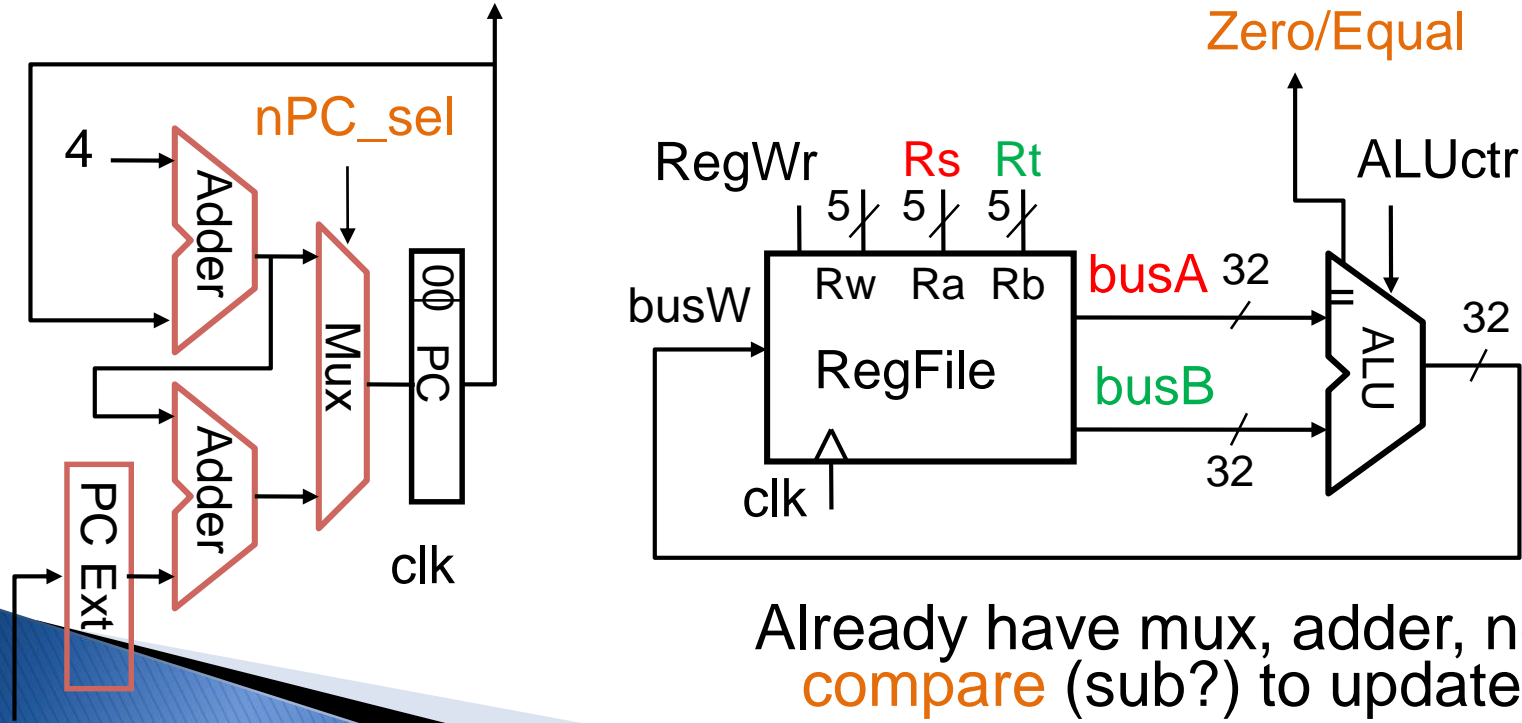 4
nPC_sel
Adder
Adder
Mux
00
PC
PC Ext
clk
Zero/Equal
RegWr
Rs
Rt
ALUctr
5
5
5
Rw
Ra
Rb
busW
RegFile
clk
busA
32
busB
32
=
ALU
32
Already have mux, adder, n
compare (sub?) to update